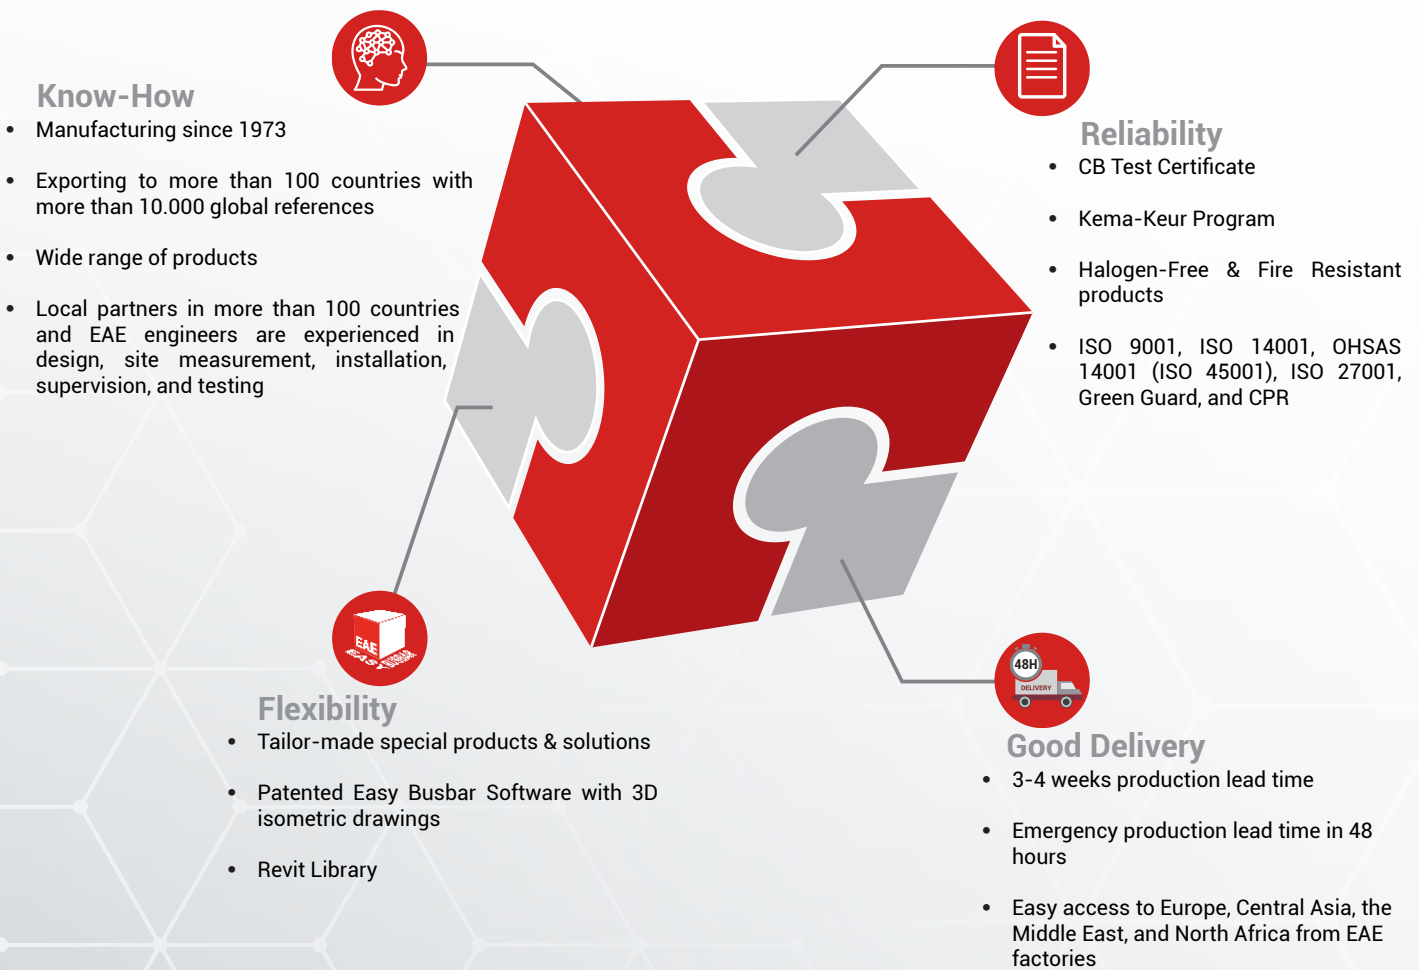 Know-How
• Manufacturing since 1973
• Exporting to more than 100 countries with
more than 10.000 global references
• Wide range of products
• Local partners in more than 100 countries
and EAE engineers are experienced in
design, site measurement, installation,
supervision, and testing
Reliability
• CB Test Certificate
• Kema-Keur Program
• Halogen-Free & Fire Resistant
products
• ISO 9001, ISO 14001, OHSAS
14001 (ISO 45001), ISO 27001,
Green Guard, and CPR
EAE
EASY BUSBAR
Flexibility
• Tailor-made special products & solutions
• Patented Easy Busbar Software with 3D
isometric drawings
• Revit Library
48H
DELIVERY
Good Delivery
• 3-4 weeks production lead time
• Emergency production lead time in 48
hours
• Easy access to Europe, Central Asia, the
Middle East, and North Africa from EAE
factories